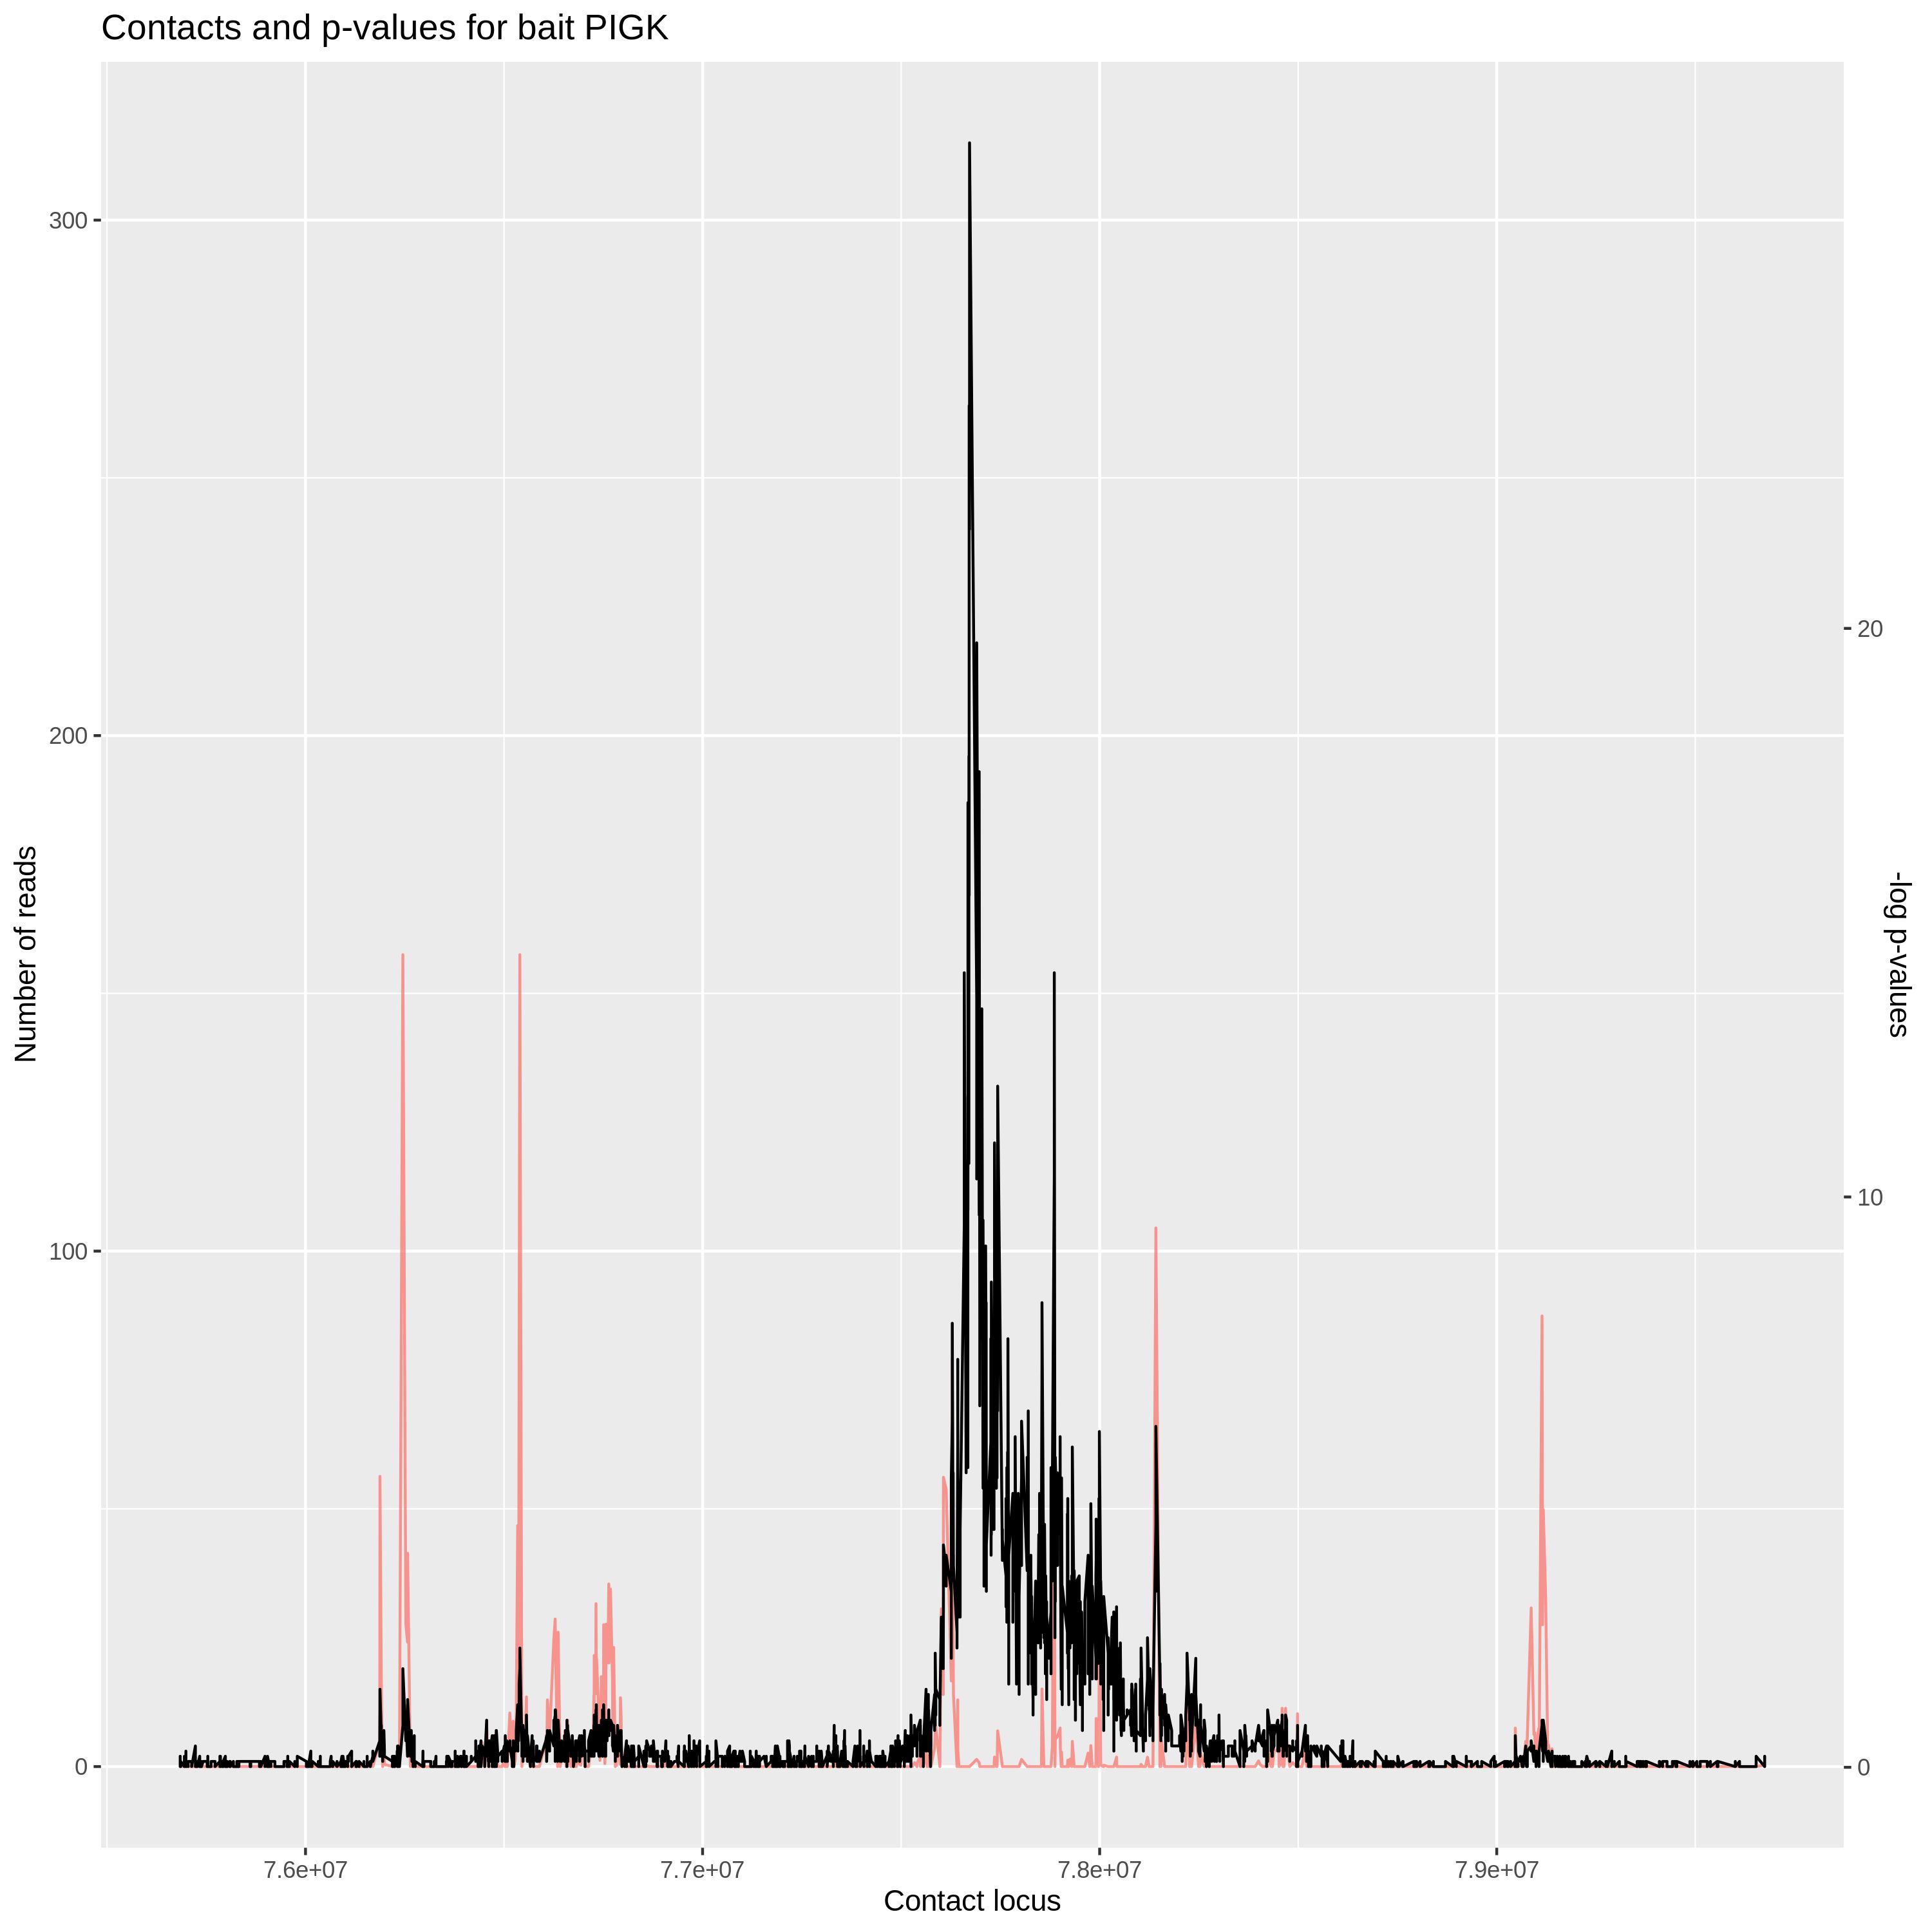 Contacts and p-values for bait PIGK
300
200
100
0
20
10
0
Number of reads
-log p-values
7.6e+07 7.7e+07 7.8e+07 7.9e+07
Contact locus